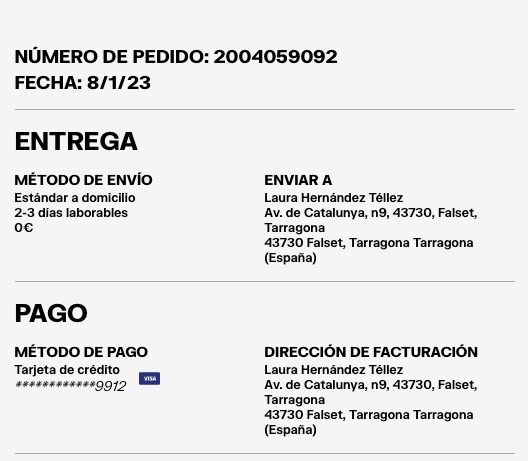 NÚMERO DE PEDIDO: 2004059092
FECHA: 8/1/23
ENTREGA
MÉTODO DE ENVÍO
Estándar a domicilio
2-3 días laborables
0€
ENVIAR A
Laura Hernández Téllez
Av. de Catalunya, n9, 43730, Falset,
Tarragona
43730 Falset, Tarragona Tarragona
(España)
PAGO
MÉTODO DE PAGO
Tarjeta de crédito
************9912 VISA
DIRECCIÓN DE FACTURACIÓN
Laura Hernández Téllez
Av. de Catalunya, n9, 43730, Falset,
Tarragona
43730 Falset, Tarragona Tarragona
(España)